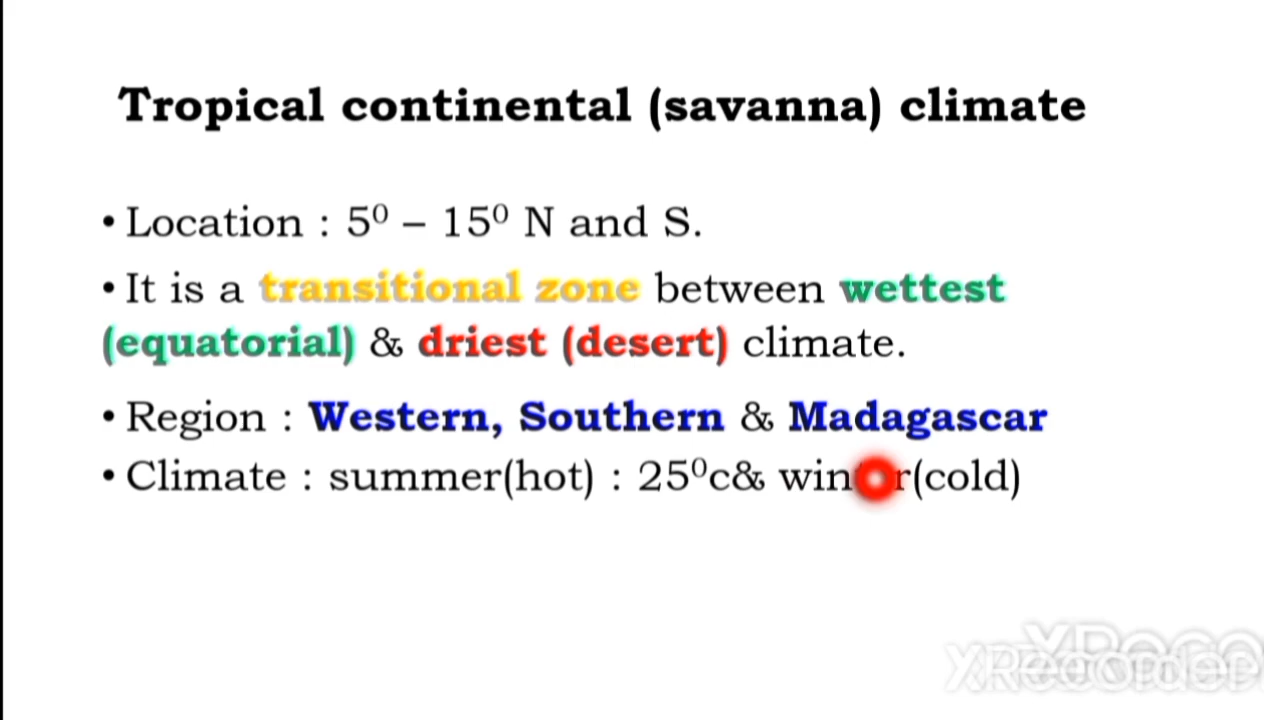 Tropical continental (savanna) climate
• Location : 5⁰ – 15⁰ N and S.
• It is a transitional zone between wettest
(equatorial) & driest (desert) climate.
• Region : Western, Southern & Madagascar
• Climate : summer(hot) : 25⁰c& winter(cold)
XRecorder